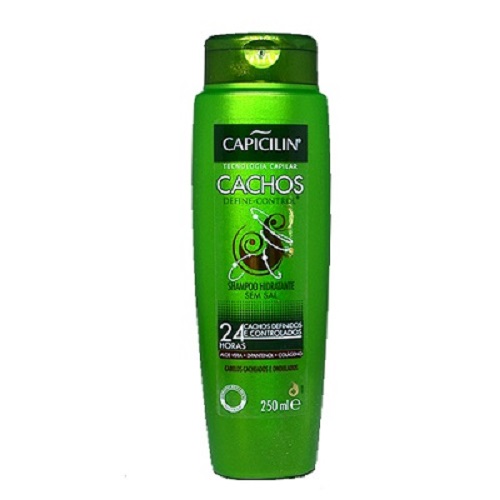 CAPICILIN®
TECNOLOGIA CAPILAR
CACHOS
DEFINE-CONTROL®
SHAMPOO HIDRATANTE
SEM SAL
24 HORAS
CACHOS DEFINIDOS
E CONTROLADOS
ALOE VERA • D-PANTENOL • COLÁGENO
CABELOS CACHEADOS E ONDULADOS
250 ml ℮